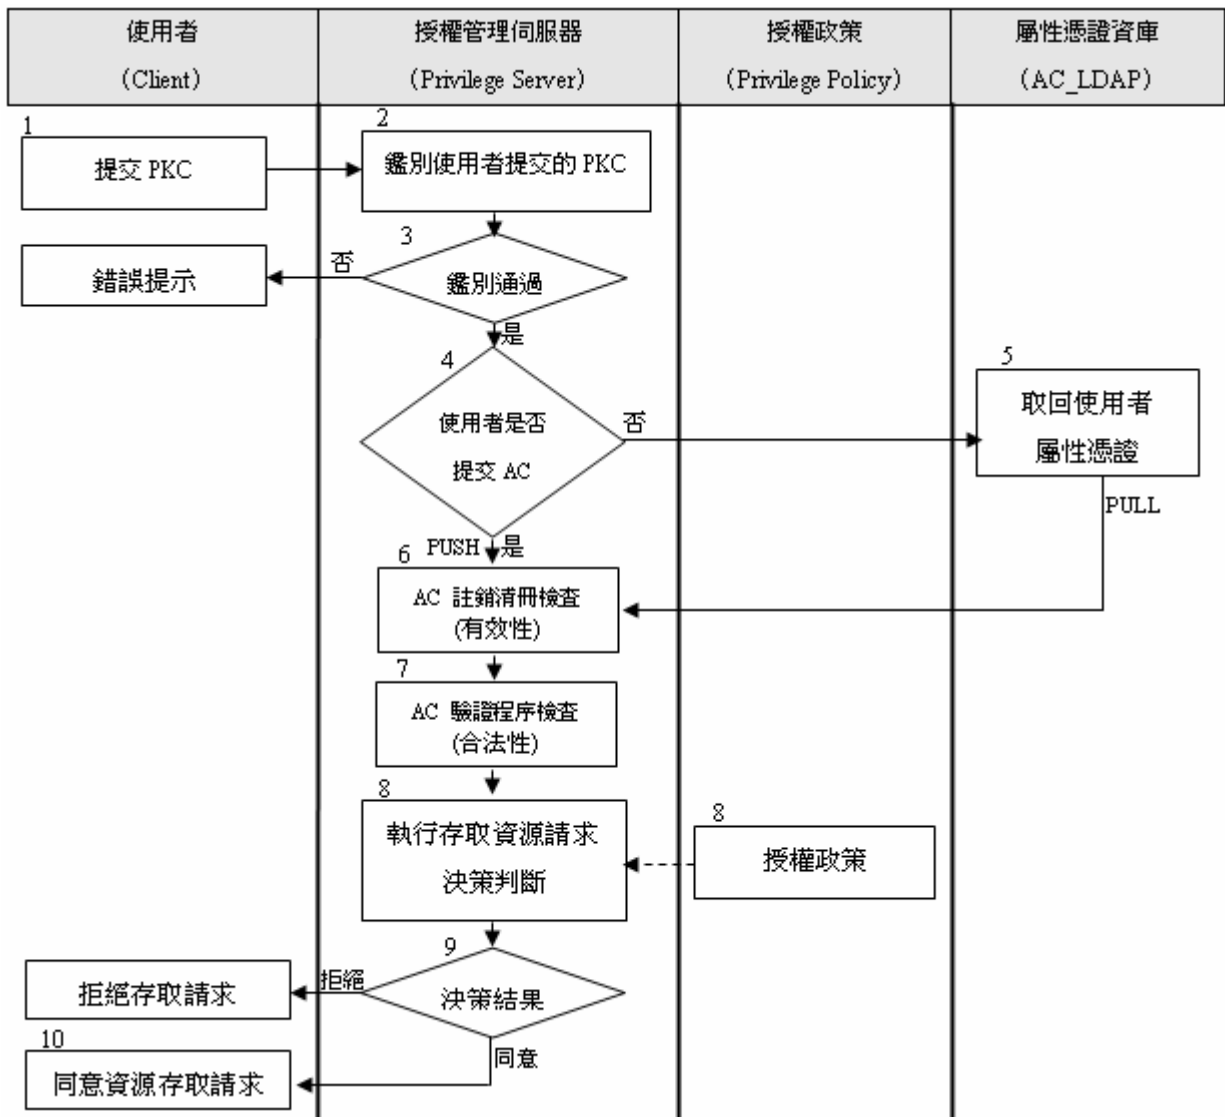 使用者
(Client)
授權管理伺服器
(Privilege Server)
授權政策
(Privilege Policy)
屬性憑證資庫
(AC_LDAP)
1
提交 PKC
2
鑑別使用者提交的 PKC
3
鑑別通過
否
錯誤提示
是
4
使用者是否
提交 AC
否
5
取回使用者
屬性憑證
PULL
PUSH
是
6
AC 註銷清冊檢查
(有效性)
7
AC 驗證程序檢查
(合法性)
8
執行存取資源請求
決策判斷
8
授權政策
9
決策結果
拒絕
拒絕存取請求
10
同意資源存取請求
同意